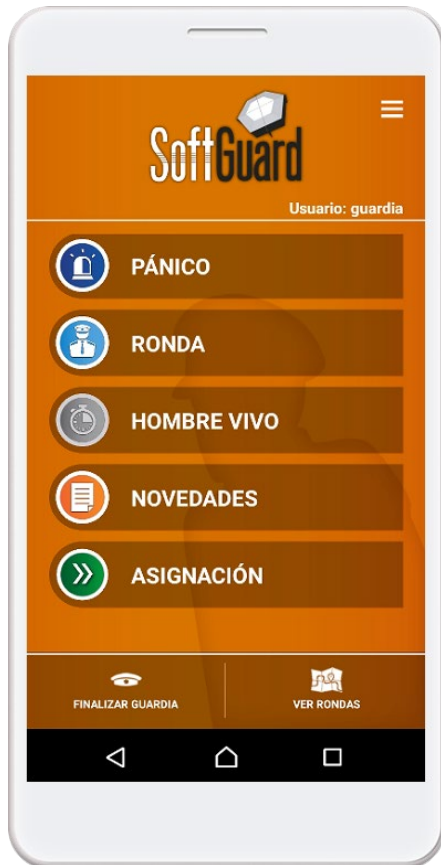 SoftGuard
Usuario: guardia
PÁNICO
RONDA
HOMBRE VIVO
NOVEDADES
ASIGNACIÓN
FINALIZAR GUARDIA
VER RONDAS